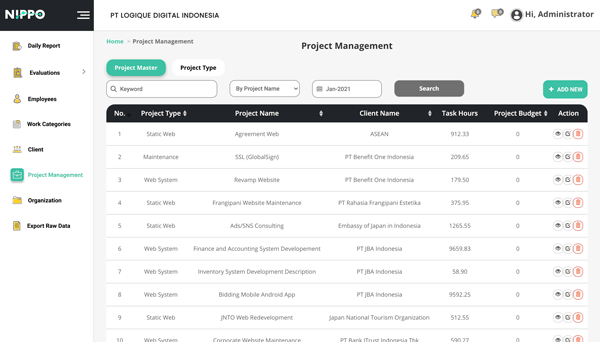 NIPPO
PT LOGIQUE DIGITAL INDONESIA
0
0
Hi, Administrator
Daily Report
Evaluations
Employees
Work Categories
Client
Project Management
Organization
Export Raw Data
Home > Project Management
Project Management
Project Master
Project Type
Keyword
By Project Name
Jan-2021
Search
+ ADD NEW
No. Project Type Project Name Client Name Task Hours Project Budget Action
1 Static Web Agreement Web ASEAN 912.33 0
2 Maintenance SSL (GlobalSign) PT Benefit One Indonesia 209.65 0
3 Web System Revamp Website PT Benefit One Indonesia 179.50 0
4 Static Web Frangipani Website Maintenance PT Rahasia Frangipani Estetika 375.95 0
5 Static Web Ads/SNS Consulting Embassy of Japan in Indonesia 1265.55 0
6 Web System Finance and Accounting System Developement PT JBA Indonesia 9659.83 0
7 Web System Inventory System Development Description PT JBA Indonesia 58.90 0
8 Web System Bidding Mobile Android App PT JBA Indonesia 9592.25 0
9 Static Web JNTO Web Redevelopment Japan National Tourism Organization 512.55 0
10 Web System Corporate Website Maintenance PT Bank ITrust Indonesia Tbk 590.27 0